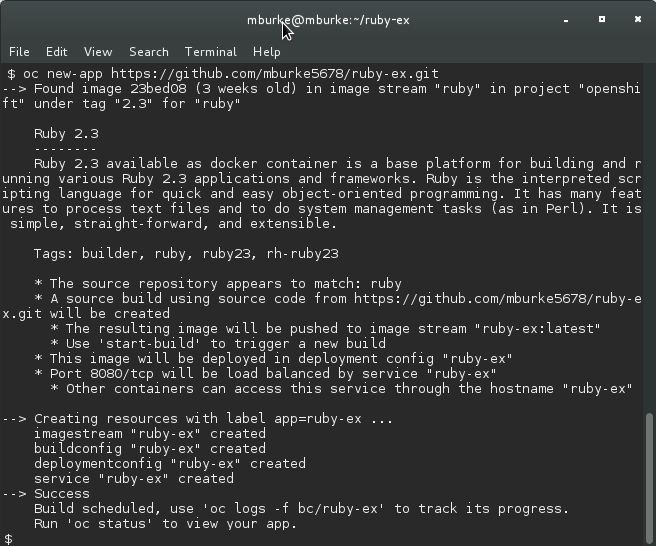 mburke@mburke:~/ruby-ex
File Edit View Search Terminal Help
$ oc new-app https://github.com/mburke5678/ruby-ex.git
--> Found image 23bed08 (3 weeks old) in image stream "ruby" in project "openshi
ft" under tag "2.3" for "ruby"
Ruby 2.3
--------
Ruby 2.3 available as docker container is a base platform for building and r
unning various Ruby 2.3 applications and frameworks. Ruby is the interpreted scr
ipting language for quick and easy object-oriented programming. It has many feat
ures to process text files and to do system management tasks (as in Perl). It is
simple, straight-forward, and extensible.
Tags: builder, ruby, ruby23, rh-ruby23
* The source repository appears to match: ruby
* A source build using source code from https://github.com/mburke5678/ruby-e
x.git will be created
* The resulting image will be pushed to image stream "ruby-ex:latest"
* Use 'start-build' to trigger a new build
* This image will be deployed in deployment config "ruby-ex"
* Port 8080/tcp will be load balanced by service "ruby-ex"
* Other containers can access this service through the hostname "ruby-ex"
--> Creating resources with label app=ruby-ex ...
imagestream "ruby-ex" created
buildconfig "ruby-ex" created
deploymentconfig "ruby-ex" created
service "ruby-ex" created
--> Success
Build scheduled, use 'oc logs -f bc/ruby-ex' to track its progress.
Run 'oc status' to view your app.
$